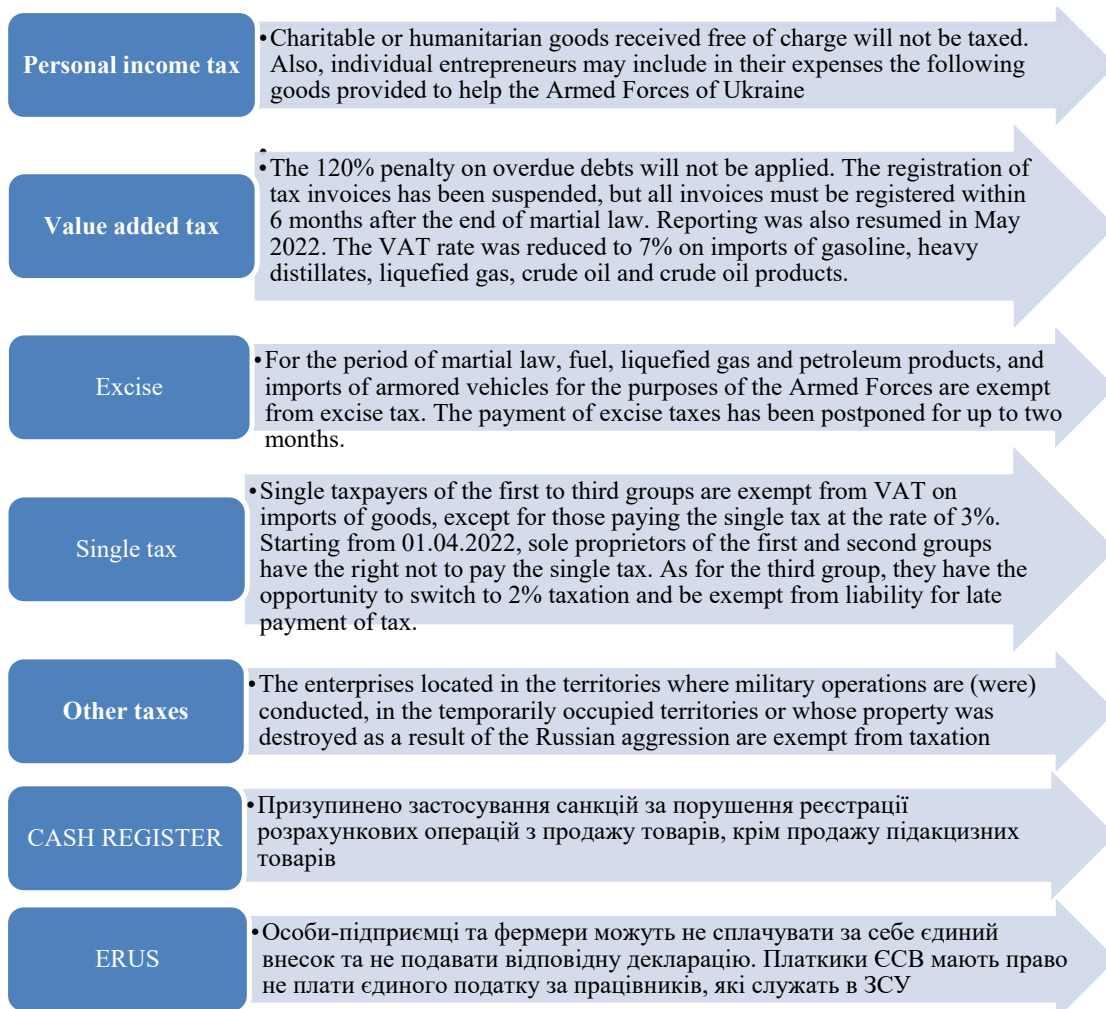 Personal income tax
•Charitable or humanitarian goods received free of charge will not be taxed.
Also, individual entrepreneurs may include in their expenses the following
goods provided to help the Armed Forces of Ukraine
Value added tax
•
•The 120% penalty on overdue debts will not be applied. The registration of
tax invoices has been suspended, but all invoices must be registered within
6 months after the end of martial law. Reporting was also resumed in May
2022. The VAT rate was reduced to 7% on imports of gasoline, heavy
distillates, liquefied gas, crude oil and crude oil products.
Excise
•For the period of martial law, fuel, liquefied gas and petroleum products, and
imports of armored vehicles for the purposes of the Armed Forces are exempt
from excise tax. The payment of excise taxes has been postponed for up to two
months.
Single tax
•Single taxpayers of the first to third groups are exempt from VAT on
imports of goods, except for those paying the single tax at the rate of 3%.
Starting from 01.04.2022, sole proprietors of the first and second groups
have the right not to pay the single tax. As for the third group, they have the
opportunity to switch to 2% taxation and be exempt from liability for late
payment of tax.
Other taxes
•The enterprises located in the territories where military operations are (were)
conducted, in the temporarily occupied territories or whose property was
destroyed as a result of the Russian aggression are exempt from taxation
CASH REGISTER
•Призупинено застосування санкцій за порушення реєстрації
розрахункових операцій з продажу товарів, крім продажу підакцизних
товарів
ERUS
•Особи-підприємці та фермери можуть не сплачувати за себе єдиний
внесок та не подавати відповідну декларацію. Платкики ЄСВ мають право
не плати єдиного податку за працівників, які служать в ЗСУ